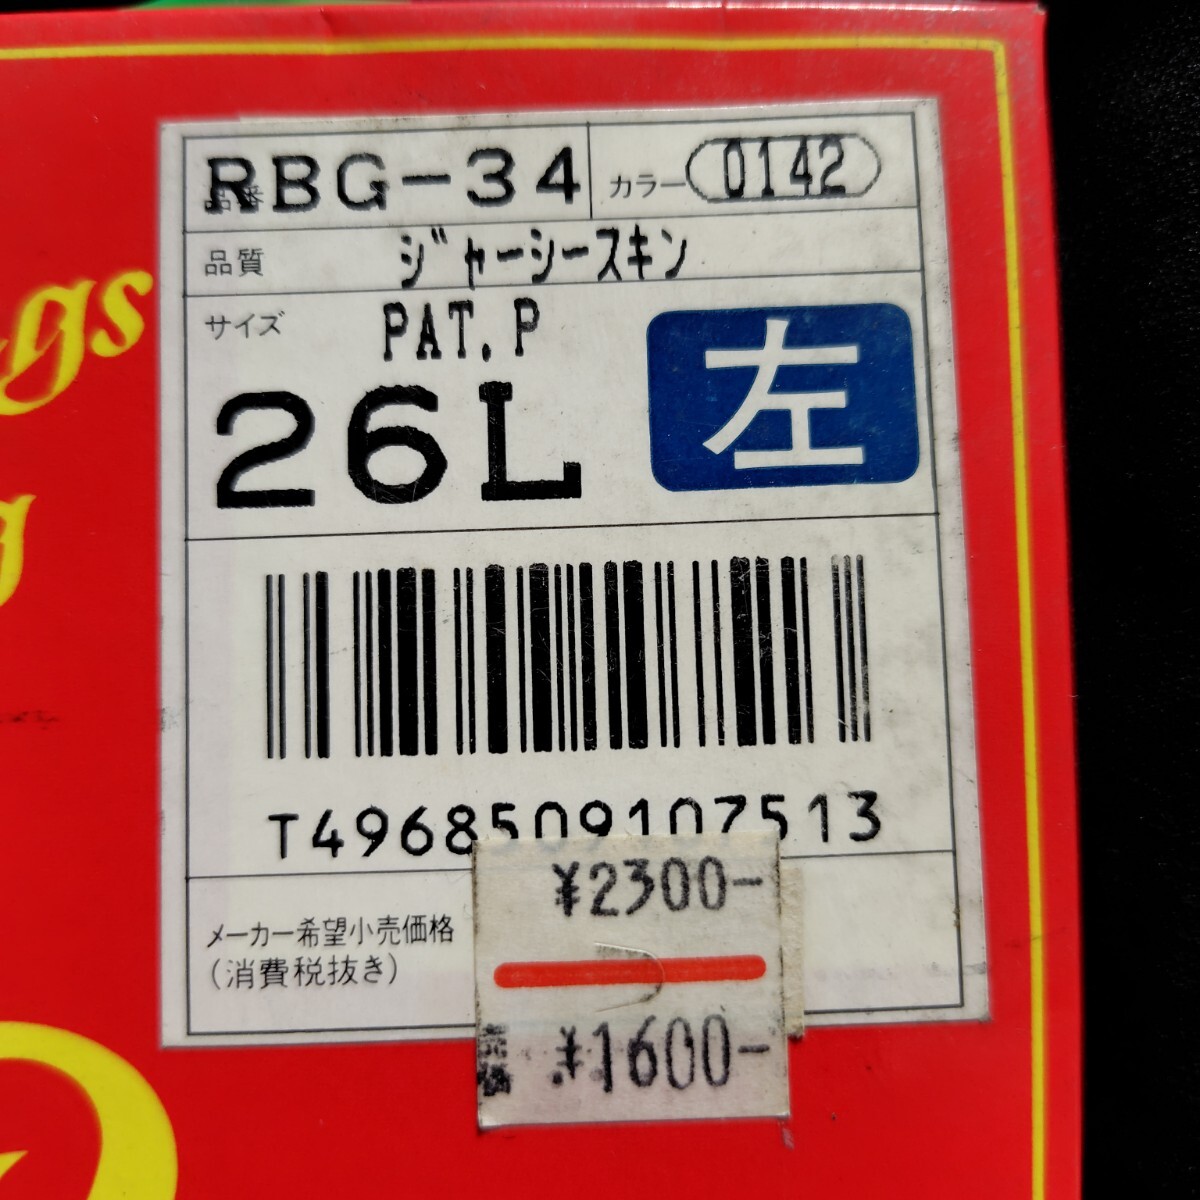 RBG-34
品番
カラー 0142
品質 ジャーシースキン
サイズ PAT.P
26L
左
T4968509107513
¥2300-
メーカー希望小売価格
(消費税抜き)
¥1600-
gs
g